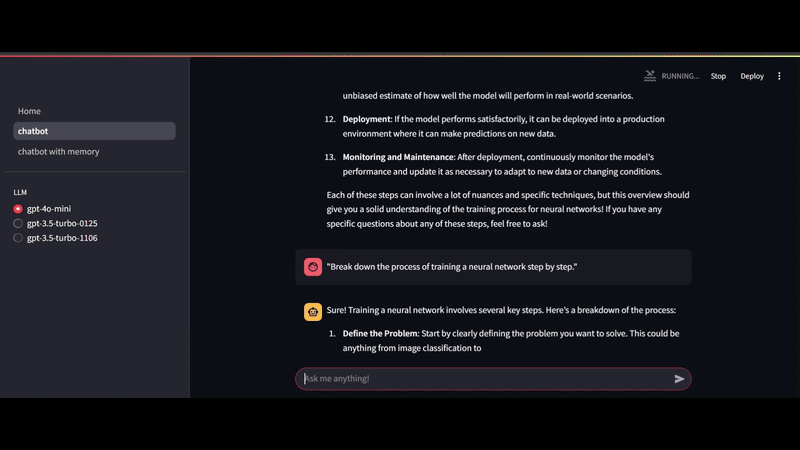 RUNNING...
Stop
Deploy
Home
chatbot
chatbot with memory
LLM
gpt-4o-mini
gpt-3.5-turbo-0125
gpt-3.5-turbo-1106
unbiased estimate of how well the model will perform in real-world scenarios.
12. Deployment: If the model performs satisfactorily, it can be deployed into a production
environment where it can make predictions on new data.
13. Monitoring and Maintenance: After deployment, continuously monitor the model's
performance and update it as necessary to adapt to new data or changing conditions.
Each of these steps can involve a lot of nuances and specific techniques, but this overview should
give you a solid understanding of the training process for neural networks! If you have any
specific questions about any of these steps, feel free to ask!
"Break down the process of training a neural network step by step."
Sure! Training a neural network involves several key steps. Here's a breakdown of the process:
1. Define the Problem: Start by clearly defining the problem you want to solve. This could be
anything from image classification to
Ask me anything!